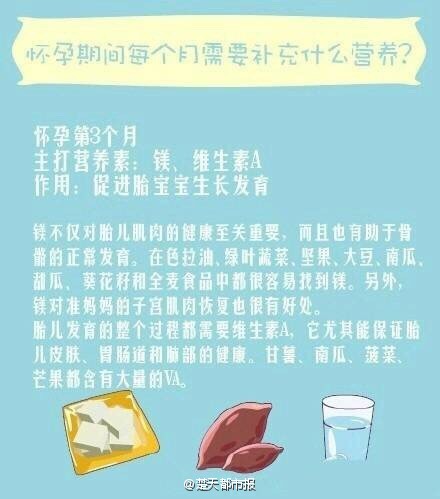 怀孕期间每个月需要补充什么营养?
怀孕第3个月
主打营养素：镁、维生素A
作用：促进胎宝宝生长发育
镁不仅对胎儿肌肉的健康至关重要，而且也有助于骨
骼的正常发育。在色拉油、绿叶蔬菜、坚果、大豆、南瓜、
甜瓜、葵花籽和全麦食品中都很容易找到镁。另外，
镁对准妈妈的子宫肌肉恢复也很有好处。
胎儿发育的整个过程都需要维生素A，它尤其能保证胎
儿皮肤、胃肠道和肺部的健康。甘薯、南瓜、菠菜、
芒果都含有大量的VA。
@楚天都市报